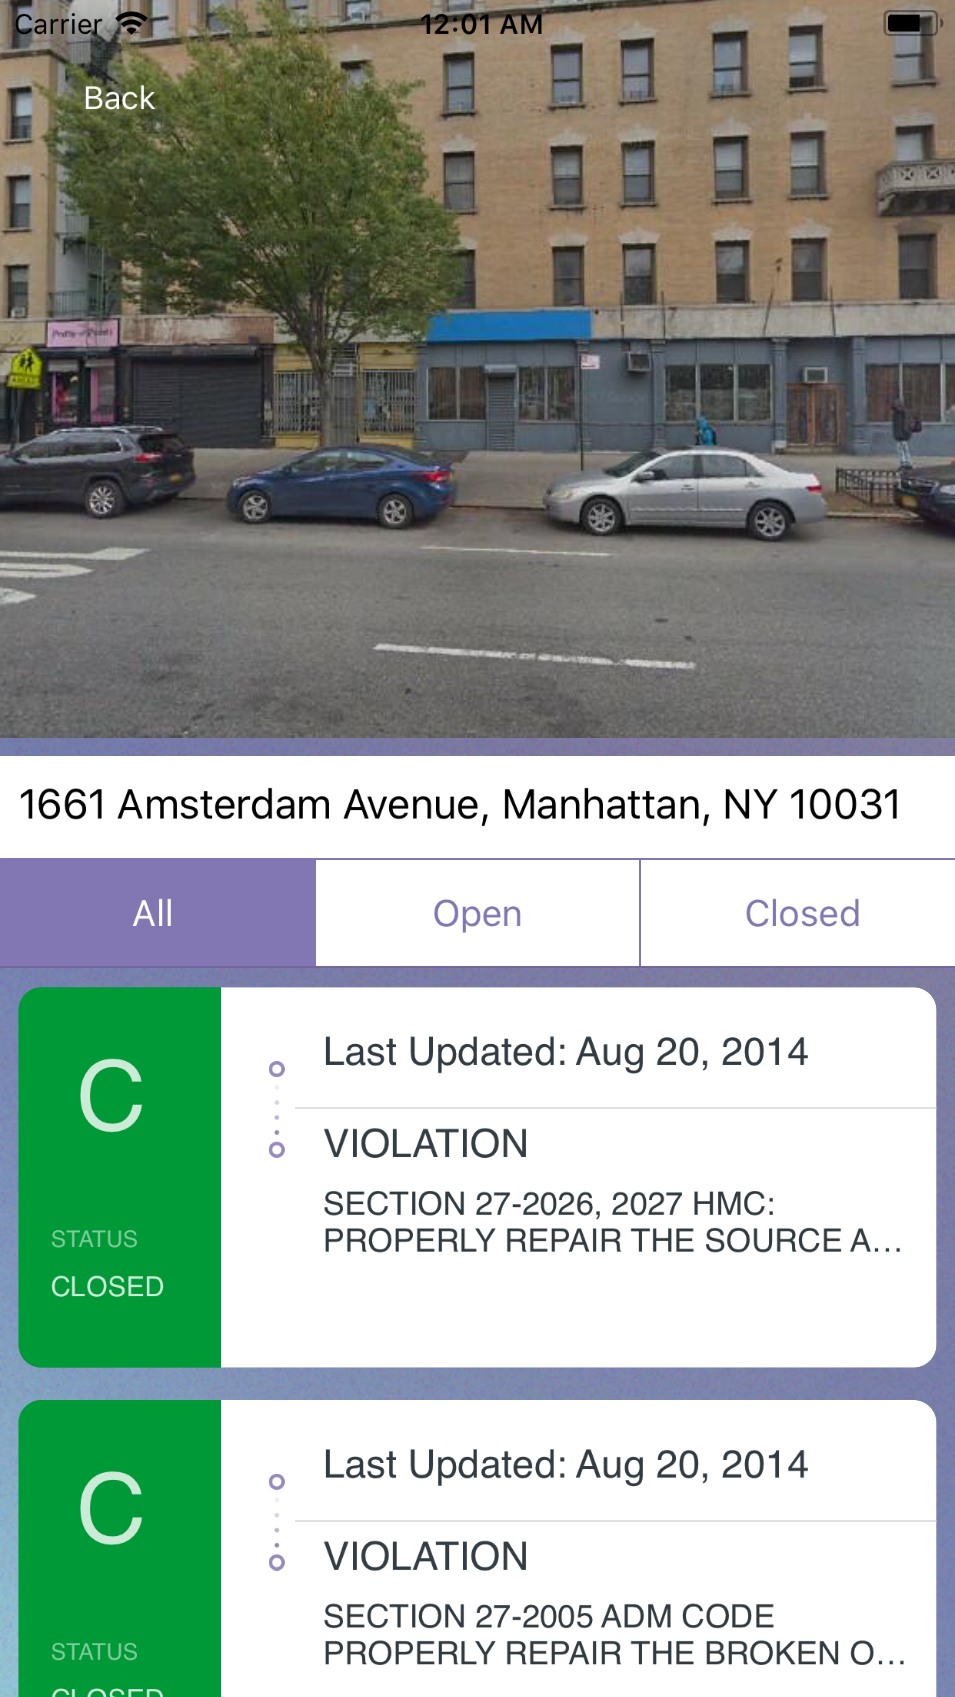 Carrier
12:01 AM
Back
1661 Amsterdam Avenue, Manhattan, NY 10031
All
Open
Closed
C
STATUS
CLOSED
Last Updated: Aug 20, 2014
VIOLATION
SECTION 27-2026, 2027 HMC:
PROPERLY REPAIR THE SOURCE A...
C
STATUS
CLOSED
Last Updated: Aug 20, 2014
VIOLATION
SECTION 27-2005 ADM CODE
PROPERLY REPAIR THE BROKEN O...